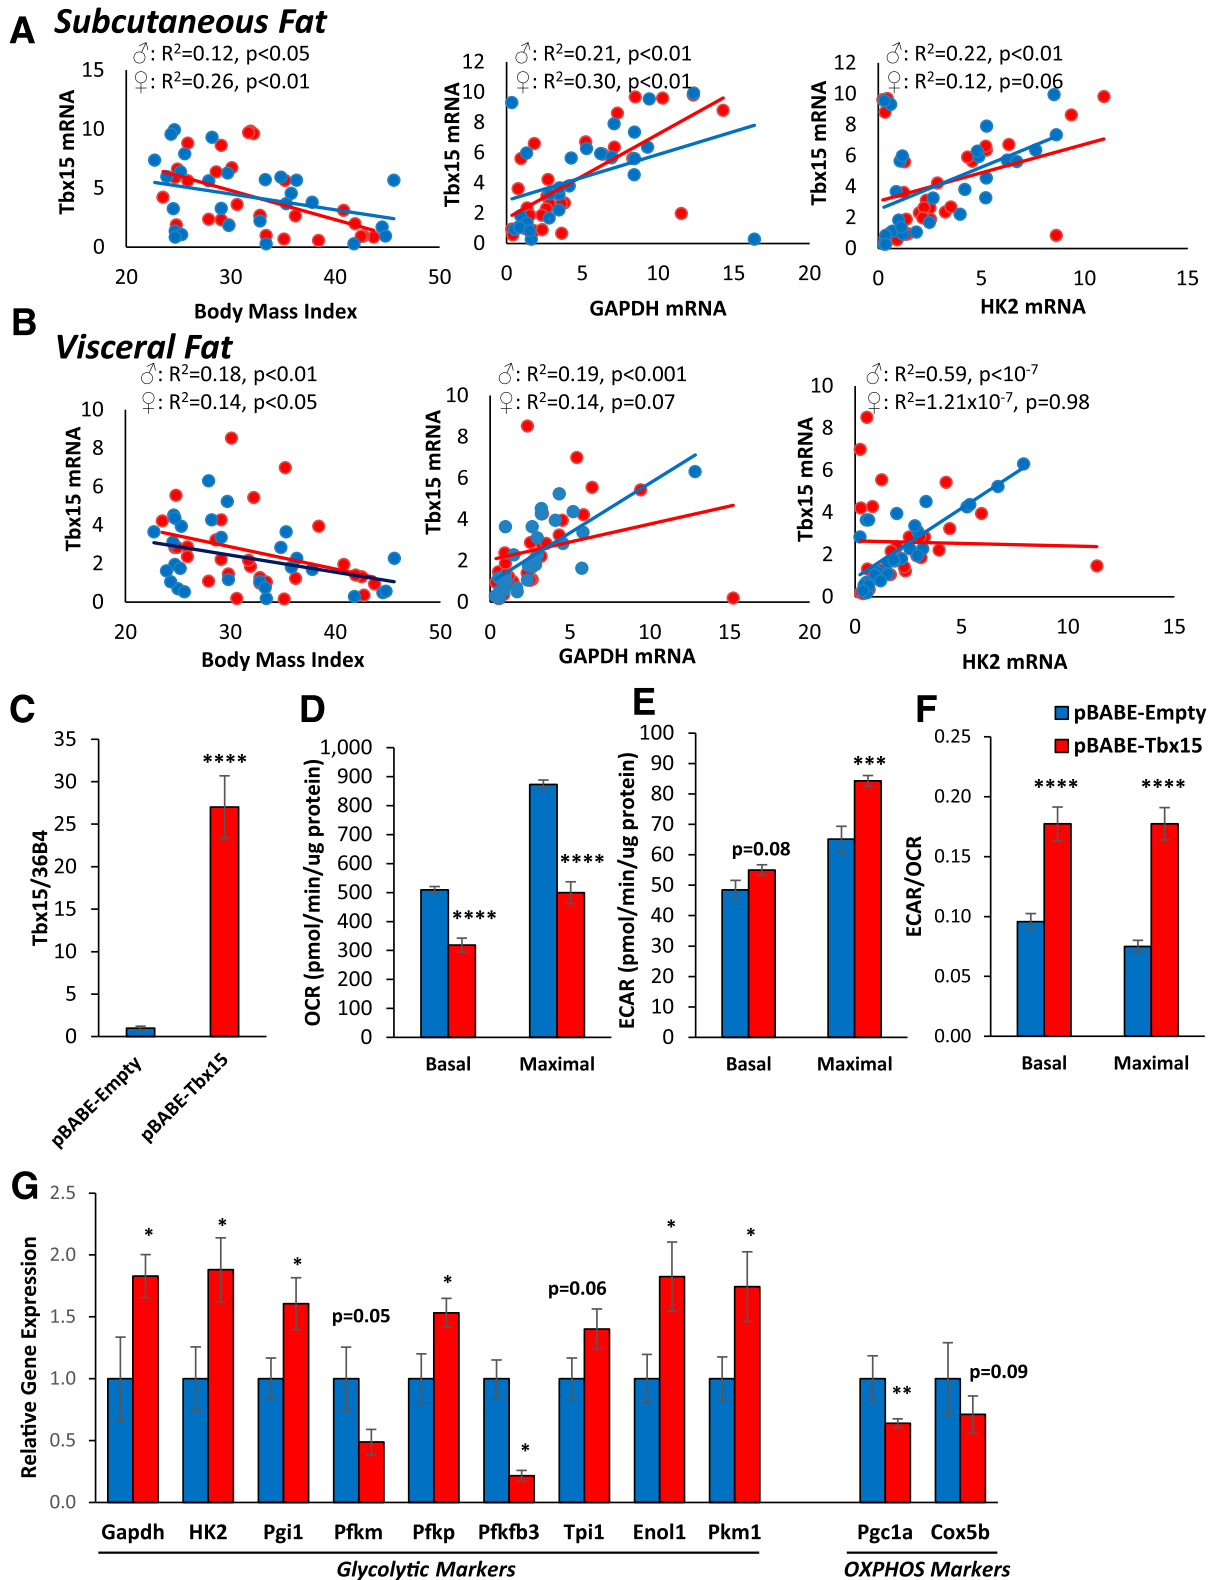 A Subcutaneous Fat
♂: R²=0.12, p<0.05
♀: R²=0.26, p<0.01
Tbx15 mRNA
15
10
5
0
20 30 40 50
Body Mass Index
♂: R²=0.21, p<0.01
♀: R²=0.30, p<0.01
Tbx15 mRNA
12
10
8
6
4
2
0
0 5 10 15 20
GAPDH mRNA
♂: R²=0.22, p<0.01
♀: R²=0.12, p=0.06
Tbx15 mRNA
12
10
8
6
4
2
0
0 5 10 15
HK2 mRNA
B Visceral Fat
♂: R²=0.18, p<0.01
♀: R²=0.14, p<0.05
Tbx15 mRNA
10
8
6
4
2
0
20 30 40 50
Body Mass Index
♂: R²=0.19, p<0.001
♀: R²=0.14, p=0.07
Tbx15 mRNA
10
8
6
4
2
0
0 5 10 15 20
GAPDH mRNA
♂: R²=0.59, p<10⁻⁷
♀: R²=1.21x10⁻⁷, p=0.98
Tbx15 mRNA
10
8
6
4
2
0
0 5 10 15
HK2 mRNA
C
Tbx15/36B4
35
30
25
20
15
10
5
0
****
pBABE-Empty
pBABE-Tbx15
D
OCR (pmol/min/ug protein)
1,000
900
800
700
600
500
400
300
200
100
0
****
****
Basal Maximal
E
ECAR (pmol/min/ug protein)
100
90
80
70
60
50
40
30
20
10
0
p=0.08
***
Basal Maximal
F
pBABE-Empty
pBABE-Tbx15
ECAR/OCR
0.25
0.20
0.15
0.10
0.05
0.00
****
****
Basal Maximal
G
Relative Gene Expression
2.5
2.0
1.5
1.0
0.5
0.0
*
*
*
p=0.05
*
*
p=0.06
*
*
**
p=0.09
Gapdh HK2 Pgi1 Pfkm Pfkp Pfkfb3 Tpi1 Enol1 Pkm1 Pgc1a Cox5b
Glycolytic Markers OXPHOS Markers